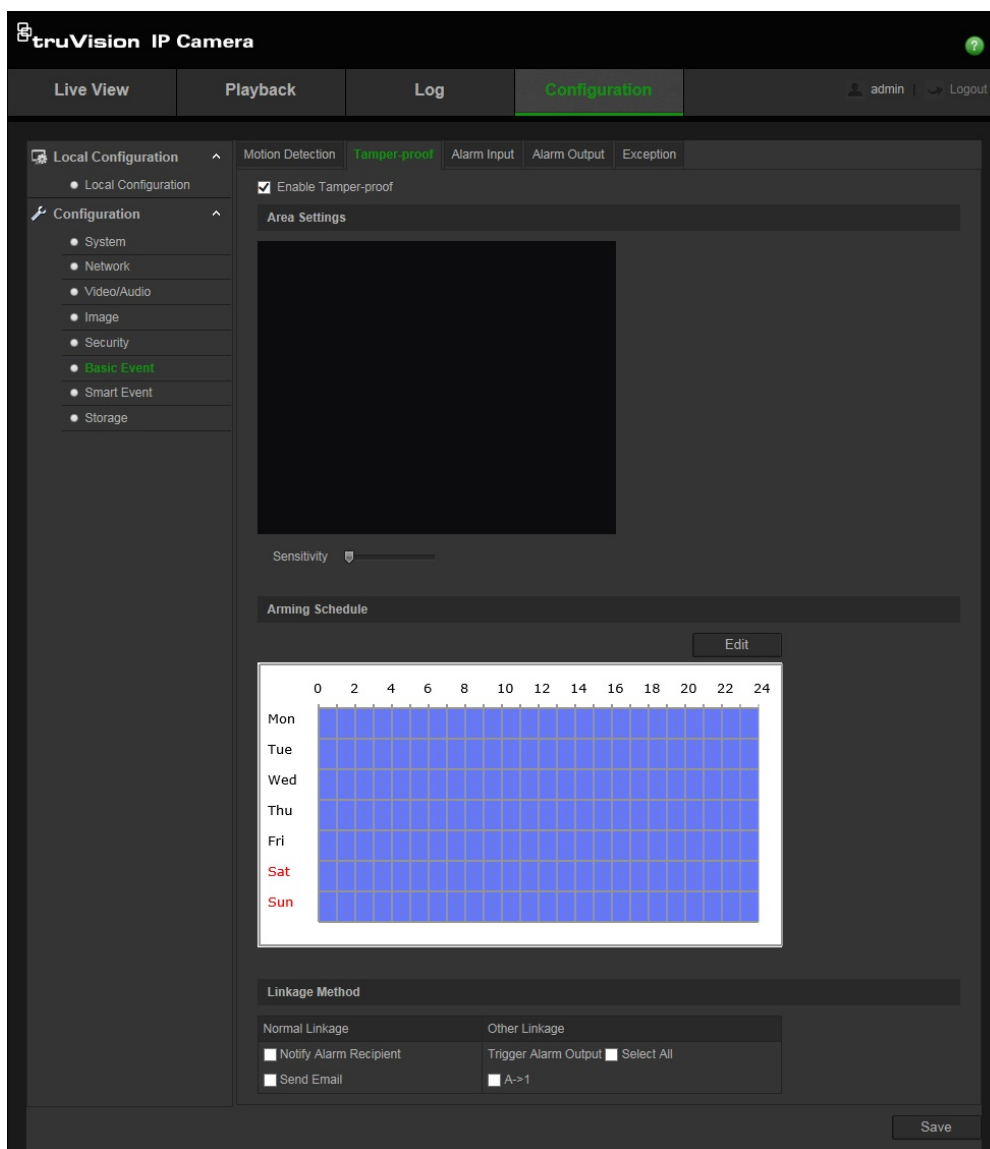 truVision IP Camera
?
Live View Playback Log Configuration admin | Logout
Local Configuration
Local Configuration
Configuration
System
Network
Video/Audio
Image
Security
Basic Event
Smart Event
Storage
Motion Detection Tamper-proof Alarm Input Alarm Output Exception
Enable Tamper-proof
Area Settings
Sensitivity
Arming Schedule
Edit
0 2 4 6 8 10 12 14 16 18 20 22 24
Mon
Tue
Wed
Thu
Fri
Sat
Sun
Linkage Method
Normal Linkage Other Linkage
Notify Alarm Recipient Trigger Alarm Output Select All
Send Email A->1
Save